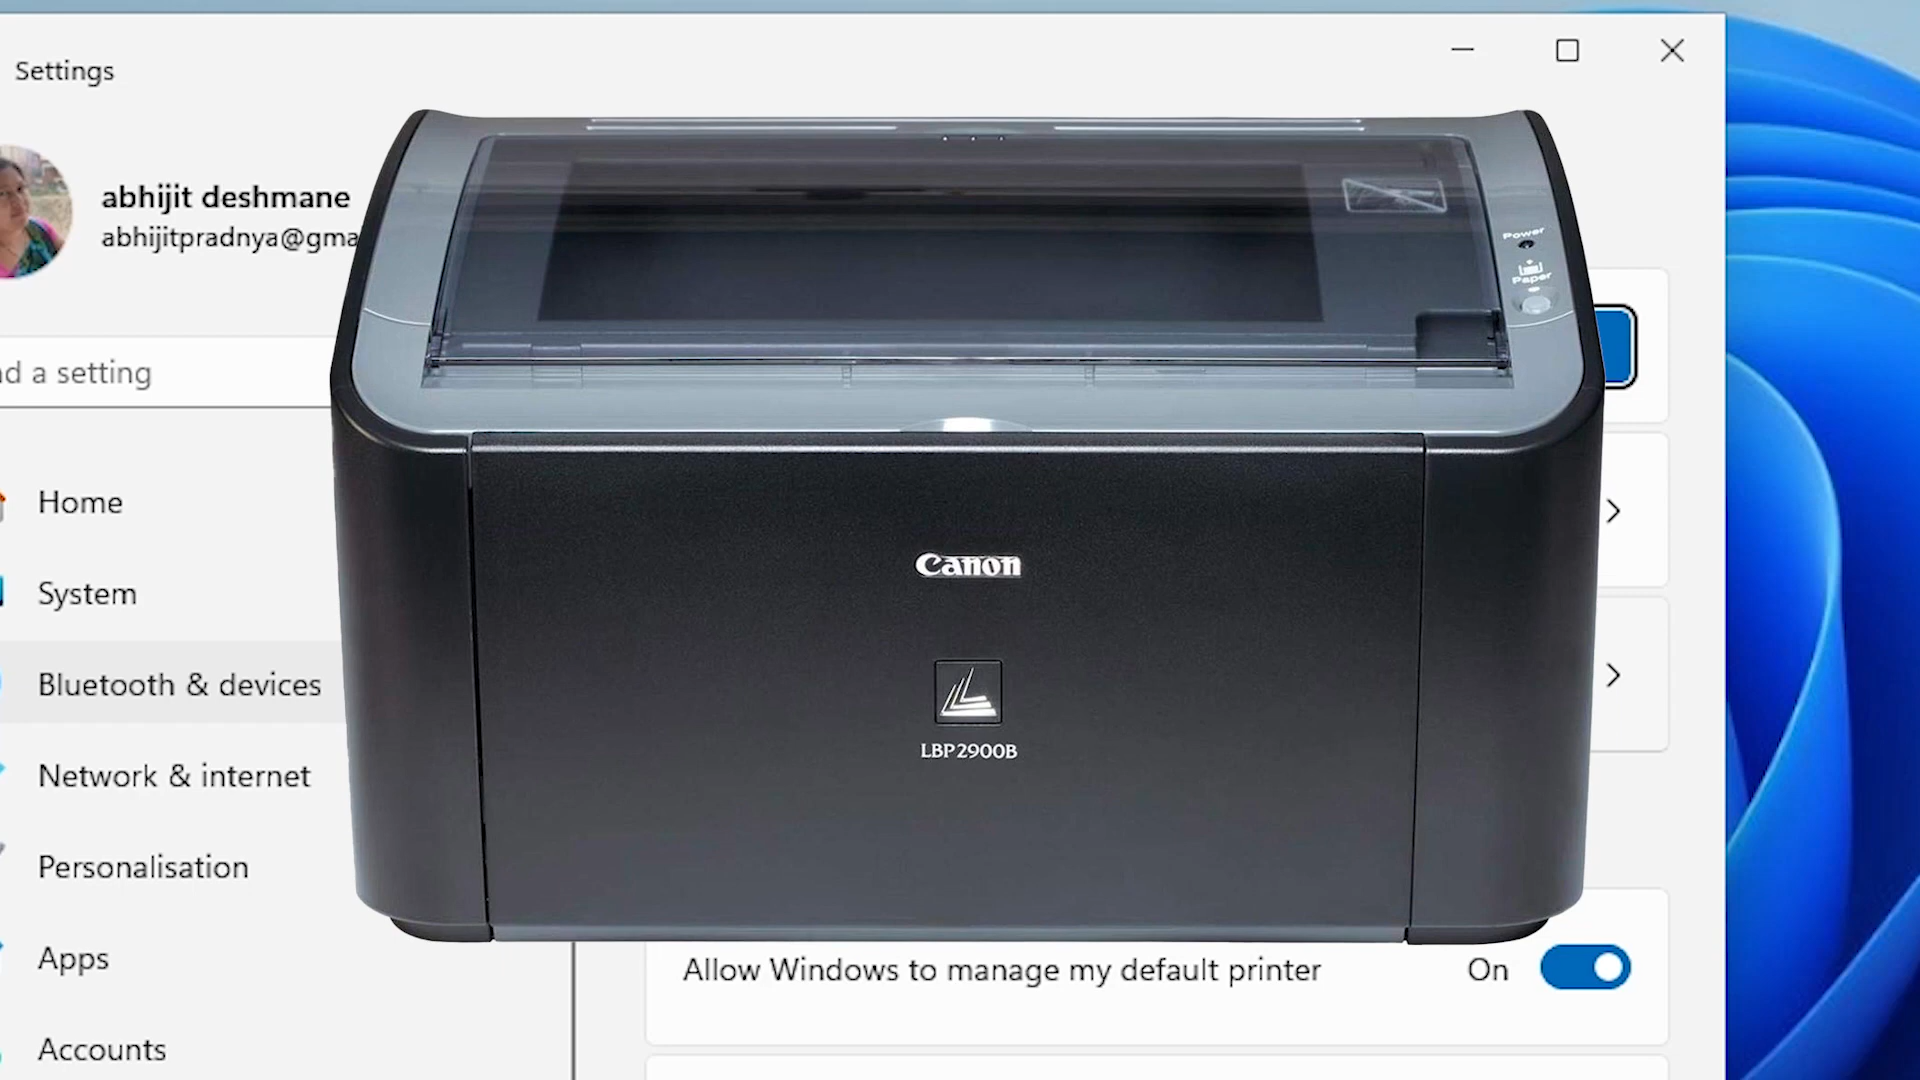 Settings
abhijit deshmane
abhijitpradnya@gma
d a setting
Home
System
Bluetooth & devices
Network & internet
Personalisation
Apps
Accounts
Power
Paper
Canon
LBP2900B
Allow Windows to manage my default printer
On